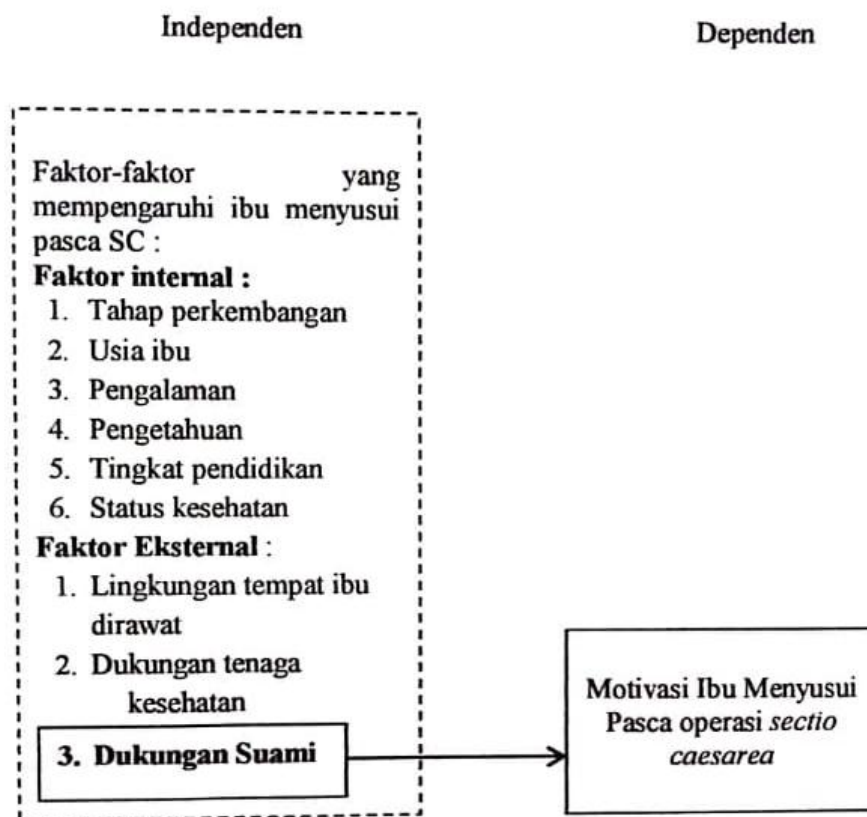 Independen
Dependen
Faktor-faktor yang
mempengaruhi ibu menyusui
pasca SC :
Faktor internal :
1. Tahap perkembangan
2. Usia ibu
3. Pengalaman
4. Pengetahuan
5. Tingkat pendidikan
6. Status kesehatan
Faktor Eksternal :
1. Lingkungan tempat ibu
dirawat
2. Dukungan tenaga
kesehatan
3. Dukungan Suami
Motivasi Ibu Menyusui
Pasca operasi sectio
caesarea